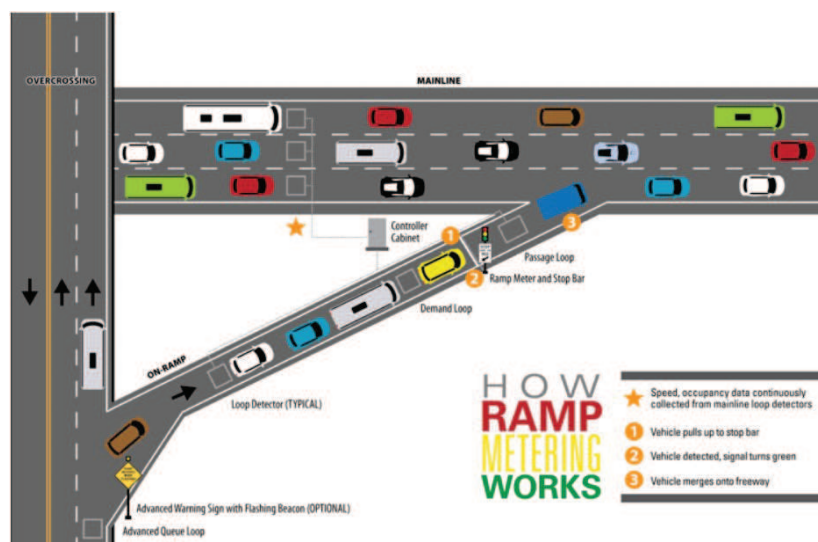 OVERCROSSING
MAINLINE
Controller
Cabinet
1
3
Passage Loop
2
Ramp Meter and Stop Bar
Demand Loop
ON-RAMP
Loop Detector (TYPICAL)
Advanced Warning Sign with Flashing Beacon (OPTIONAL)
Advanced Queue Loop
HOW
RAMP
METERING
WORKS
Speed, occupancy data continuously
collected from mainline loop detectors
1 Vehicle pulls up to stop bar
2 Vehicle detected, signal turns green
3 Vehicle merges onto freeway